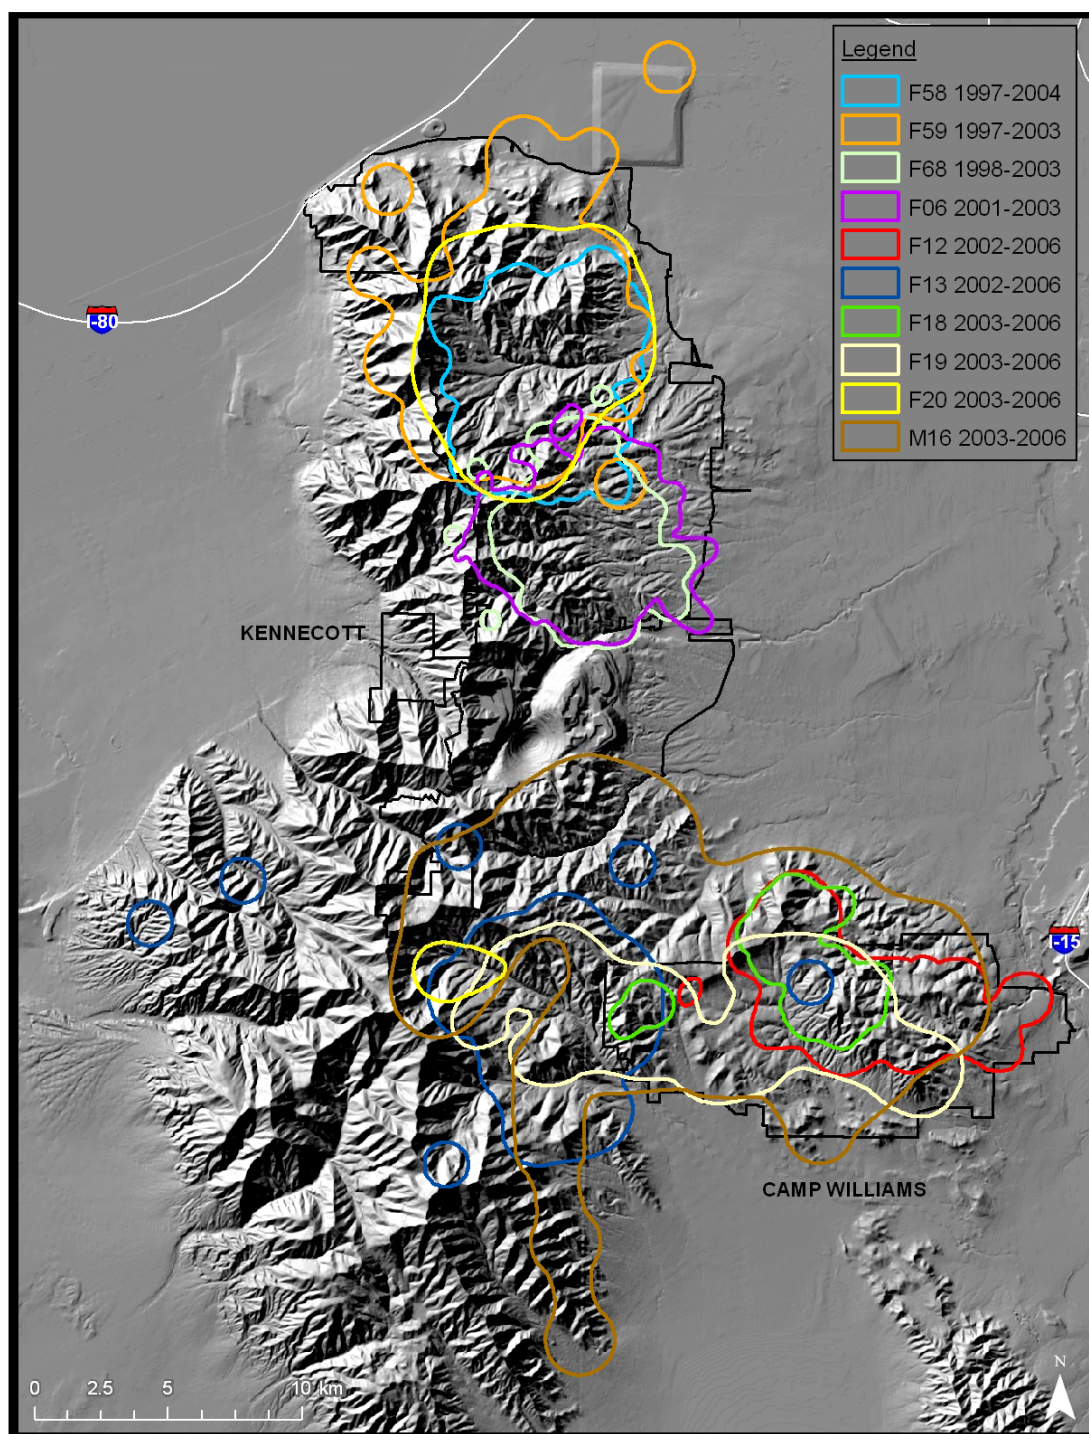 Legend
F58 1997-2004
F59 1997-2003
F68 1998-2003
F06 2001-2003
F12 2002-2006
F13 2002-2006
F18 2003-2006
F19 2003-2006
F20 2003-2006
M16 2003-2006
I-80
KENNECOTT
I-15
CAMP WILLIAMS
N
0 2.5 5 10 km